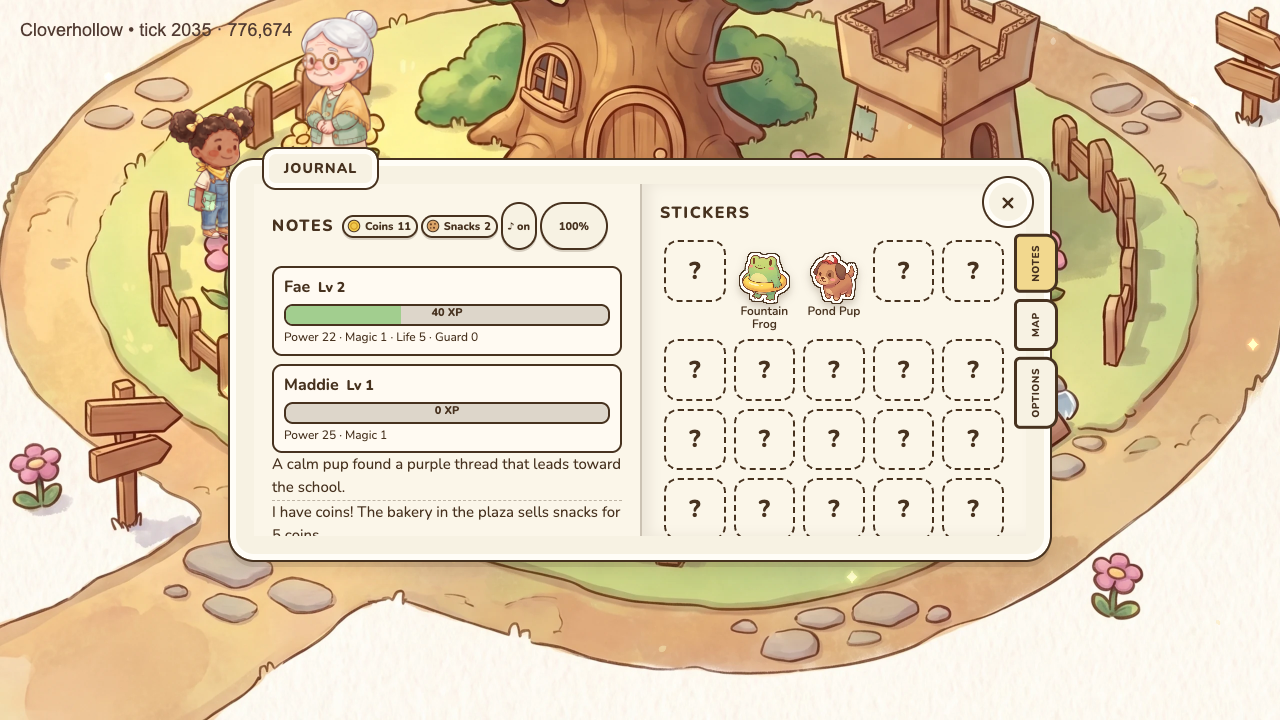 Cloverhollow • tick 2035 · 776,674
JOURNAL
NOTES
Coins 11
Snacks 2
♪ on
100%
Fae Lv 2
40 XP
Power 22 · Magic 1 · Life 5 · Guard 0
Maddie Lv 1
0 XP
Power 25 · Magic 1
A calm pup found a purple thread that leads toward
the school.
I have coins! The bakery in the plaza sells snacks for
5 coins
STICKERS
×
? ? ?
Fountain
Frog
Pond Pup
? ? ? ? ?
? ? ? ? ?
? ? ? ? ?
NOTES
MAP
OPTIONS